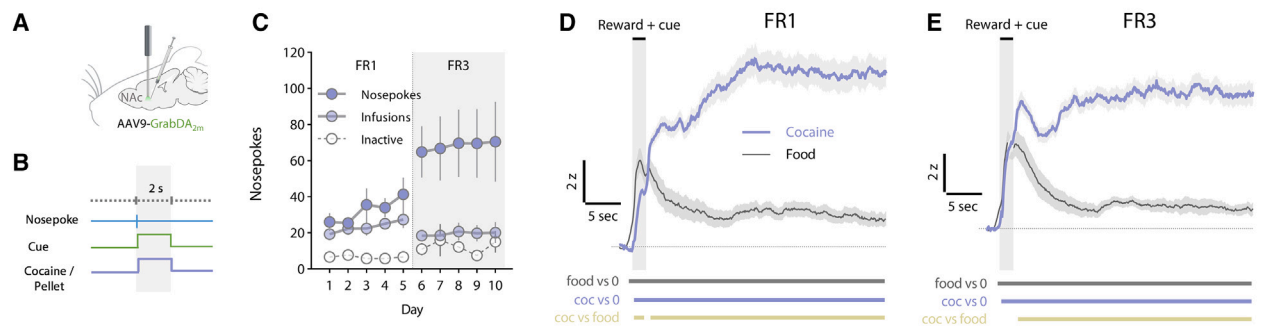 A
NAc
AAV9-GrabDA2m
B
2 s
Nosepoke
Cue
Cocaine /
Pellet
C
Nosepokes
120
100
80
60
40
20
0
FR1
FR3
Nosepokes
Infusions
Inactive
1 2 3 4 5 6 7 8 9 10
Day
D
FR1
Reward + cue
Cocaine
Food
2 z
5 sec
food vs 0
coc vs 0
coc vs food
E
FR3
Reward + cue
2 z
5 sec
food vs 0
coc vs 0
coc vs food